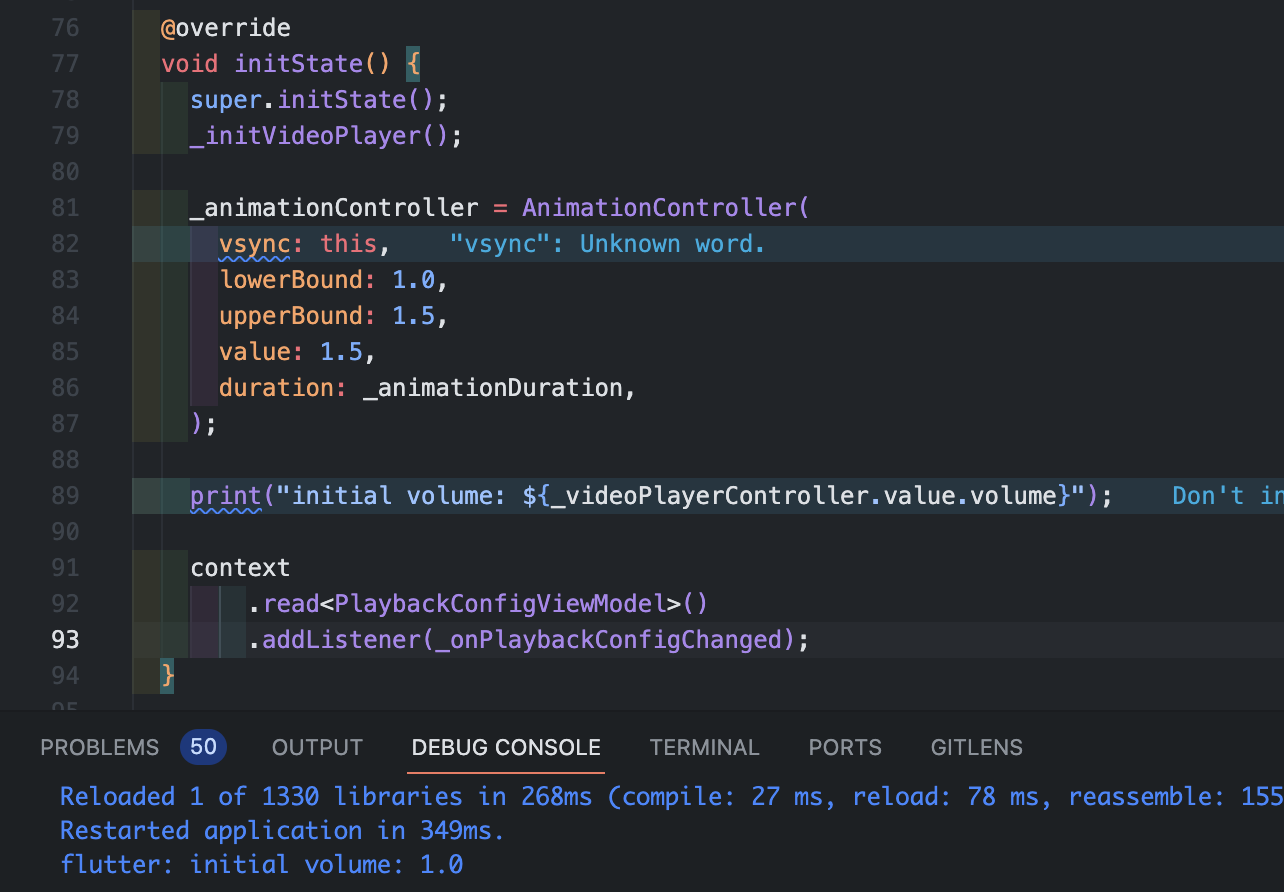 76 @override
77 void initState() {
78 super.initState();
79 _initVideoPlayer();
80
81 _animationController = AnimationController(
82 vsync: this, "vsync": Unknown word.
83 lowerBound: 1.0,
84 upperBound: 1.5,
85 value: 1.5,
86 duration: _animationDuration,
87 );
88
89 print("initial volume: ${_videoPlayerController.value.volume}"); Don't in
90
91 context
92 .read<PlaybackConfigViewModel>()
93 .addListener(_onPlaybackConfigChanged);
94 }
95
PROBLEMS 50 OUTPUT DEBUG CONSOLE TERMINAL PORTS GITLENS
Reloaded 1 of 1330 libraries in 268ms (compile: 27 ms, reload: 78 ms, reassemble: 155
Restarted application in 349ms.
flutter: initial volume: 1.0